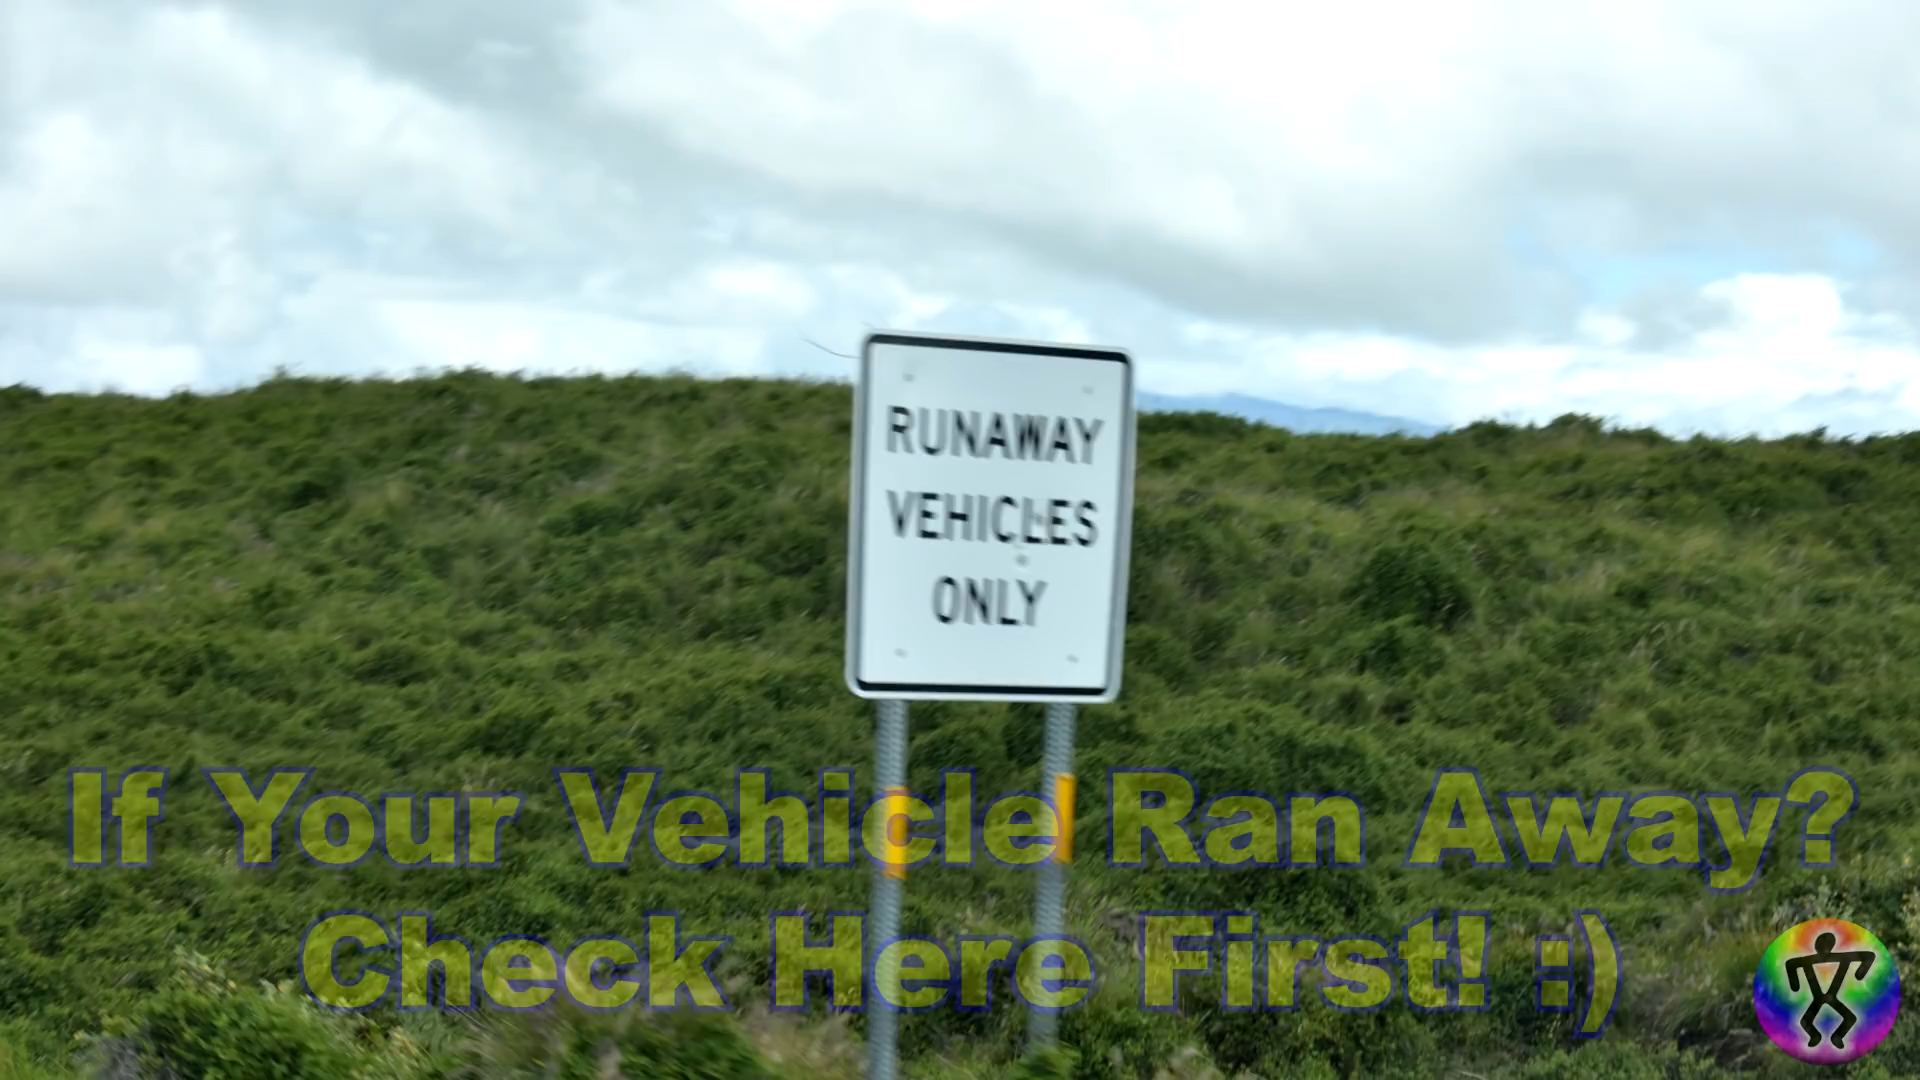 RUNAWAY
VEHICLES
ONLY
If Your Vehicle Ran Away?
Check Here First! :)